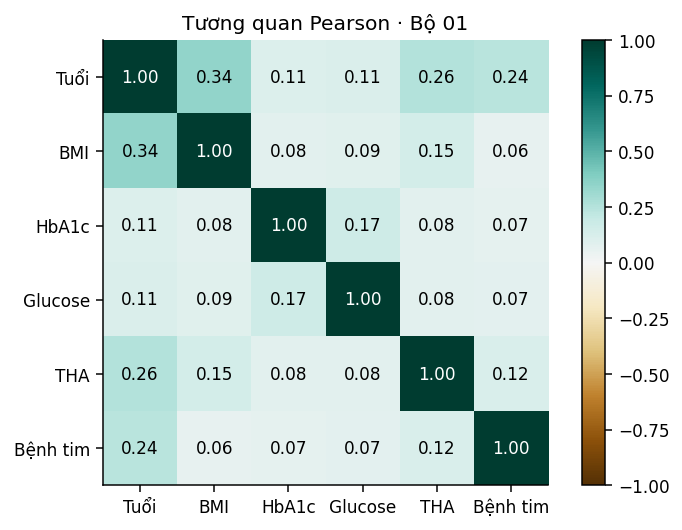 Tương quan Pearson · Bộ 01
Tuổi 1.00 0.34 0.11 0.11 0.26 0.24
BMI 0.34 1.00 0.08 0.09 0.15 0.06
HbA1c 0.11 0.08 1.00 0.17 0.08 0.07
Glucose 0.11 0.09 0.17 1.00 0.08 0.07
THA 0.26 0.15 0.08 0.08 1.00 0.12
Bệnh tim 0.24 0.06 0.07 0.07 0.12 1.00
Tuổi BMI HbA1c Glucose THA Bệnh tim
1.00
0.75
0.50
0.25
0.00
−0.25
−0.50
−0.75
−1.00